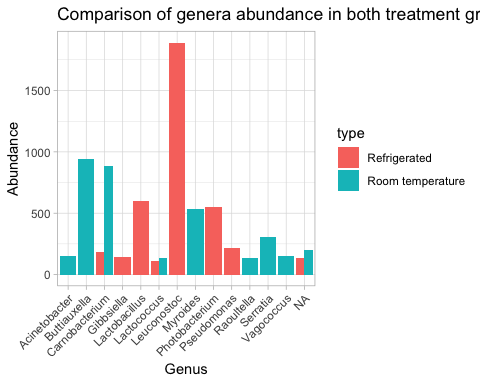 Comparison of genera abundance in both treatment gr
Abundance
1500
1000
500
0
Acinetobacter
Buttiauxella
Carnobacterium
Gibbsiella
Lactobacillus
Lactococcus
Leuconostoc
Myroides
Photobacterium
Pseudomonas
Raoultella
Serratia
Vagococcus
NA
Genus
type
Refrigerated
Room temperature